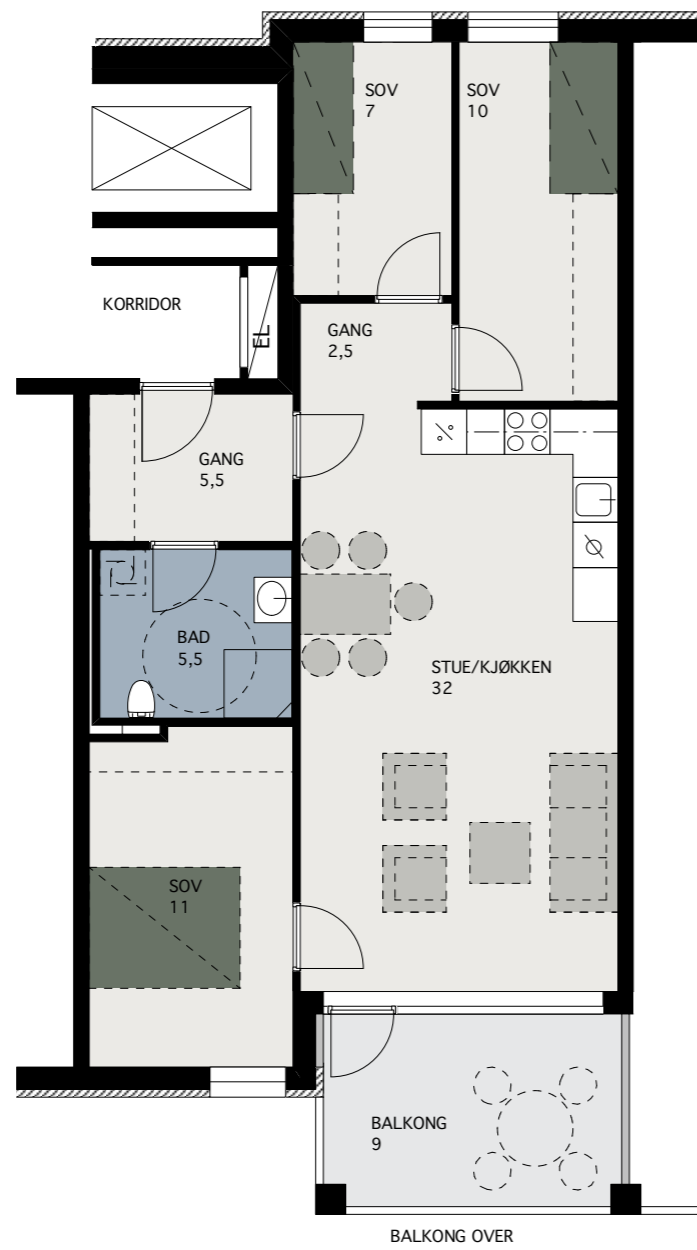 SOV
7
SOV
10
KORRIDOR
EL
GANG
2,5
GANG
5,5
BAD
5,5
STUE/KJØKKEN
32
SOV
11
BALKONG
9
BALKONG OVER